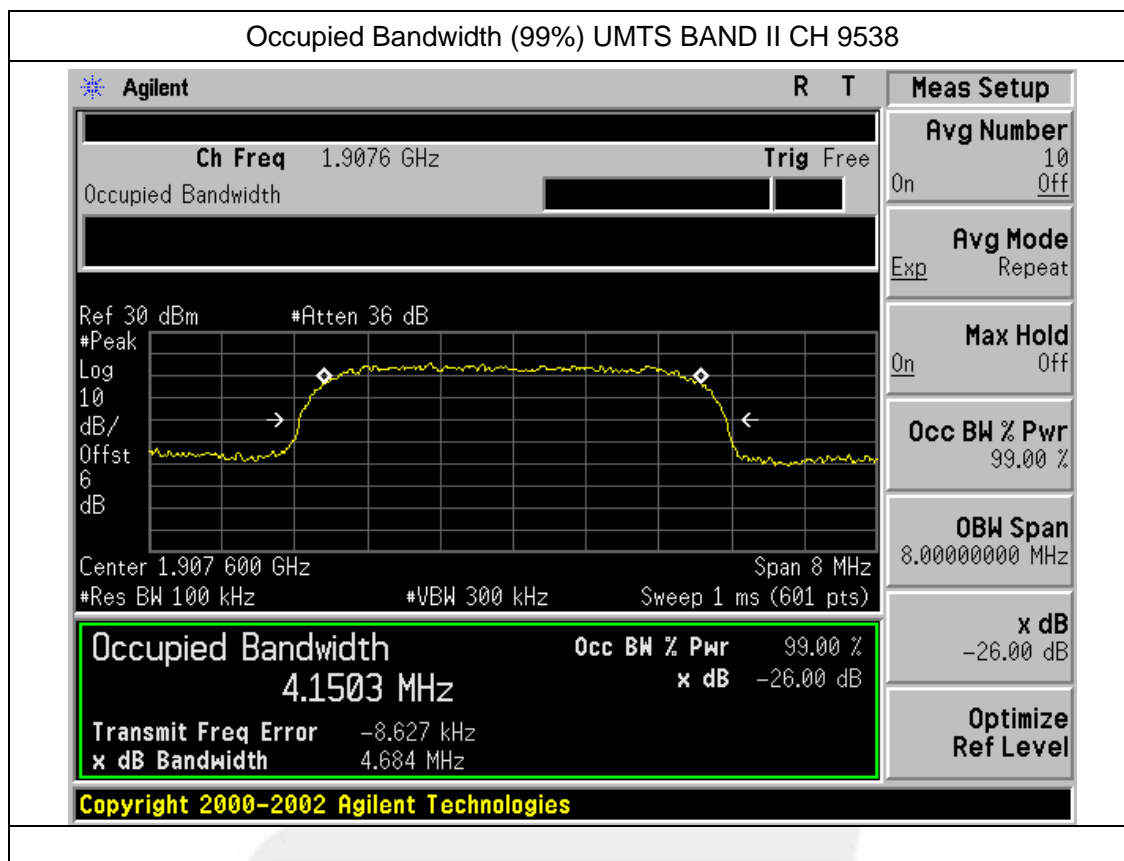 Occupied Bandwidth (99%) UMTS BAND II CH 9538
Agilent R T
Ch Freq 1.9076 GHz Trig Free
Occupied Bandwidth
Ref 30 dBm #Atten 36 dB
#Peak
Log
10
dB/
Offst
6
dB
Center 1.907 600 GHz Span 8 MHz
#Res BW 100 kHz #VBW 300 kHz Sweep 1 ms (601 pts)
Occupied Bandwidth Occ BW % Pwr 99.00 %
4.1503 MHz x dB -26.00 dB
Transmit Freq Error -8.627 kHz
x dB Bandwidth 4.684 MHz
Copyright 2000-2002 Agilent Technologies
Meas Setup
Avg Number
10
On Off
Avg Mode
Exp Repeat
Max Hold
On Off
Occ BW % Pwr
99.00 %
OBW Span
8.00000000 MHz
x dB
-26.00 dB
Optimize
Ref Level